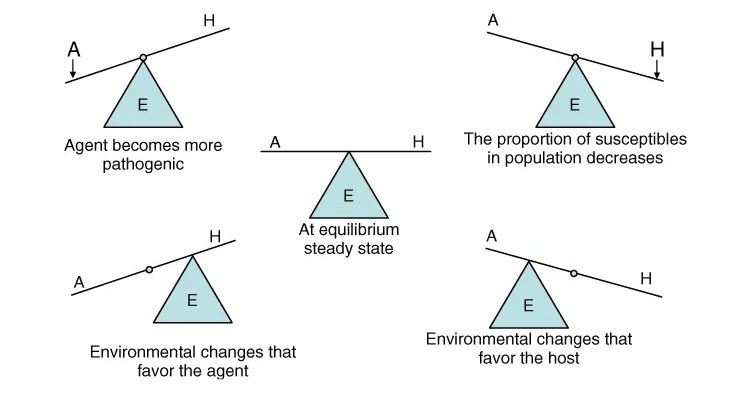 A
H
E
Agent becomes more
pathogenic
A
H
E
The proportion of susceptibles
in population decreases
A
H
E
At equilibrium
steady state
A
H
E
Environmental changes that
favor the agent
A
H
E
Environmental changes that
favor the host